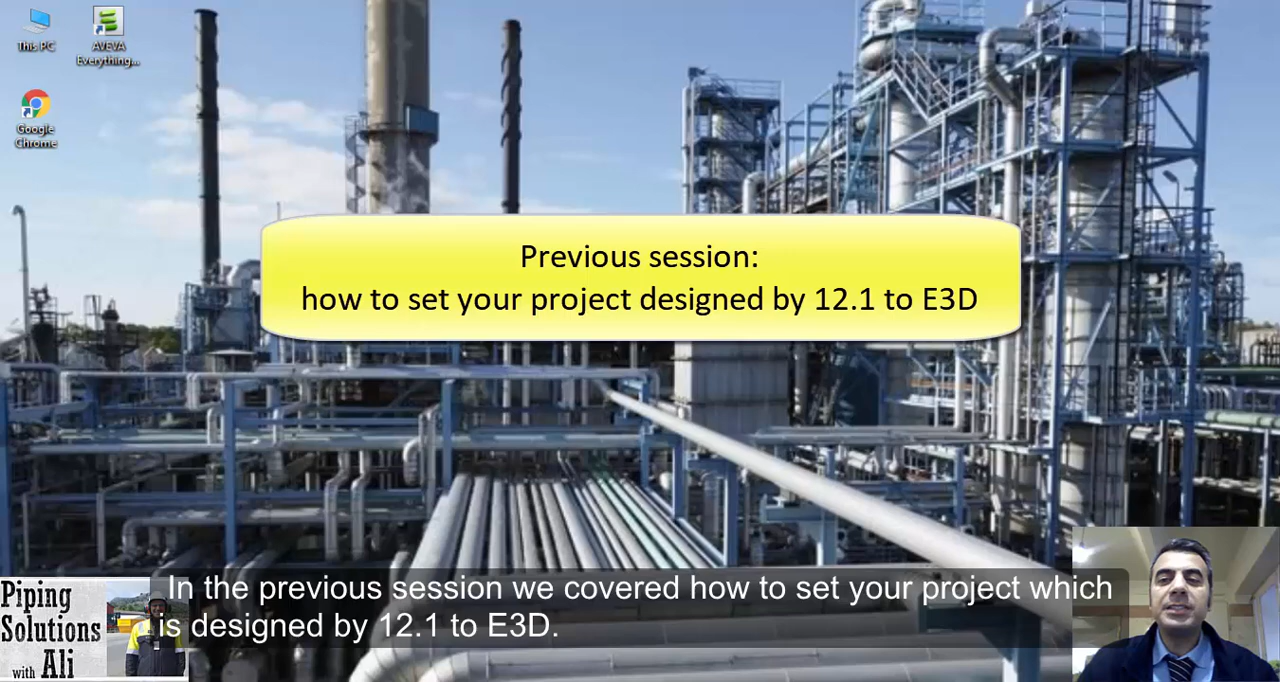 This PC
AVEVA
Everything...
Google
Chrome
Previous session:
how to set your project designed by 12.1 to E3D
In the previous session we covered how to set your project which
is designed by 12.1 to E3D.
Piping
Solutions
with Ali